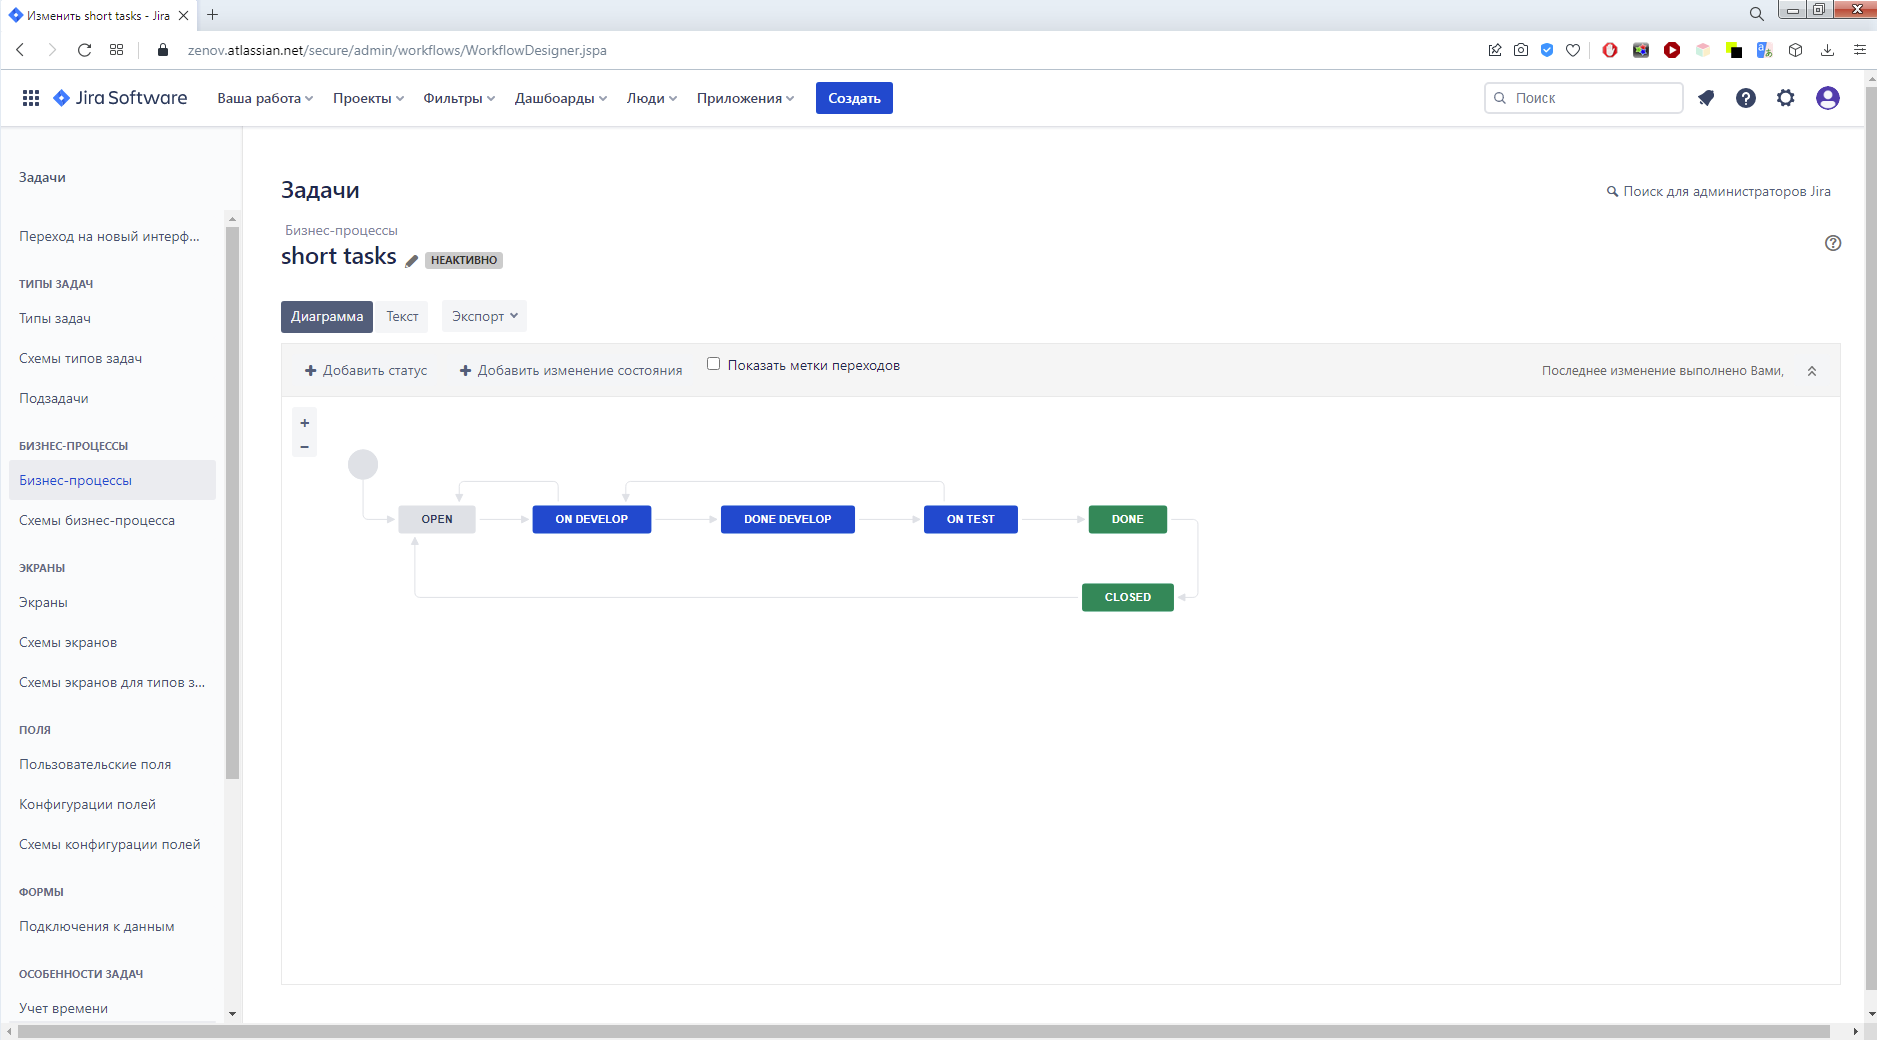 Изменить short tasks - Jira
zenov.atlassian.net/secure/admin/workflows/WorkflowDesigner.jspa
Jira Software
Ваша работа
Проекты
Фильтры
Дашбоарды
Люди
Приложения
Создать
Поиск
Задачи
Переход на новый интерф...
ТИПЫ ЗАДАЧ
Типы задач
Схемы типов задач
Подзадачи
БИЗНЕС-ПРОЦЕССЫ
Бизнес-процессы
Схемы бизнес-процесса
ЭКРАНЫ
Экраны
Схемы экранов
Схемы экранов для типов з...
ПОЛЯ
Пользовательские поля
Конфигурации полей
Схемы конфигурации полей
ФОРМЫ
Подключения к данным
ОСОБЕННОСТИ ЗАДАЧ
Учет времени
Задачи
Поиск для администраторов Jira
Бизнес-процессы
short tasks
НЕАКТИВНО
Диаграмма
Текст
Экспорт
Добавить статус
Добавить изменение состояния
Показать метки переходов
Последнее изменение выполнено Вами,
OPEN
ON DEVELOP
DONE DEVELOP
ON TEST
DONE
CLOSED